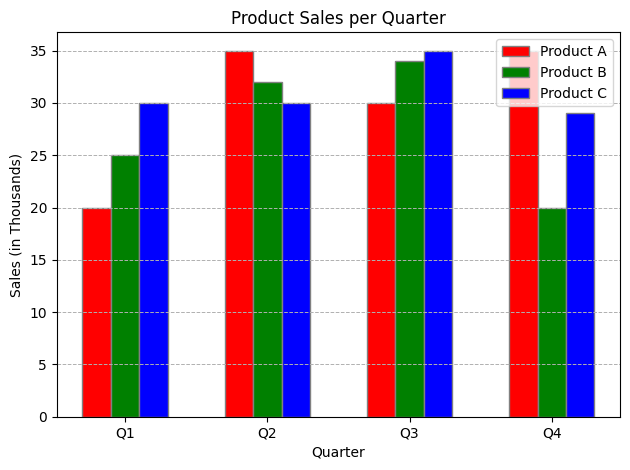 Product Sales per Quarter
Sales (in Thousands)
35
30
25
20
15
10
5
0
Product A
Product B
Product C
Q1 Q2 Q3 Q4
Quarter